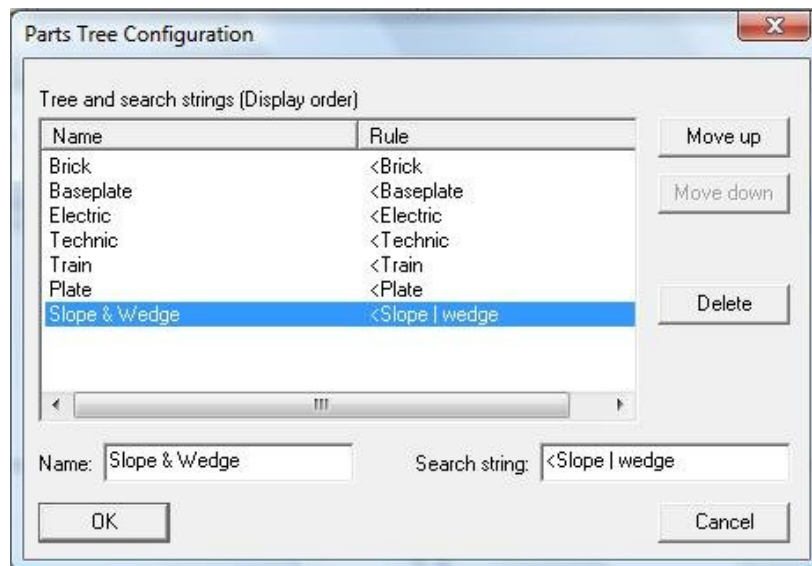 Parts Tree Configuration
Tree and search strings (Display order)
Name Rule
Brick <Brick
Baseplate <Baseplate
Electric <Electric
Technic <Technic
Train <Train
Plate <Plate
Slope & Wedge <Slope | wedge
Move up
Move down
Delete
Name: Slope & Wedge Search string: <Slope | wedge
OK Cancel